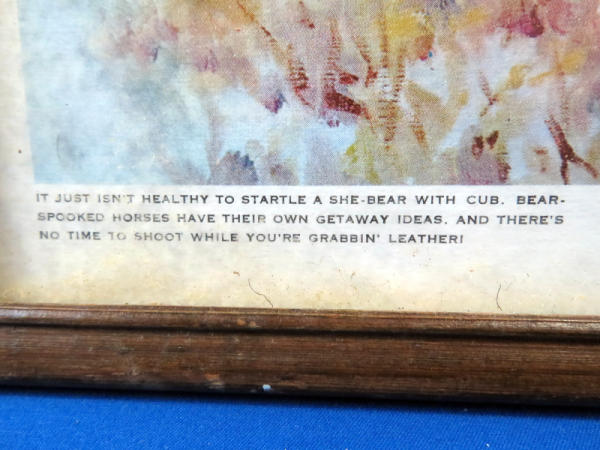 IT JUST ISN'T HEALTHY TO STARTLE A SHE-BEAR WITH CUB. BEAR-
SPOOKED HORSES HAVE THEIR OWN GETAWAY IDEAS. AND THERE'S
NO TIME TO SHOOT WHILE YOU'RE GRABBIN' LEATHER!